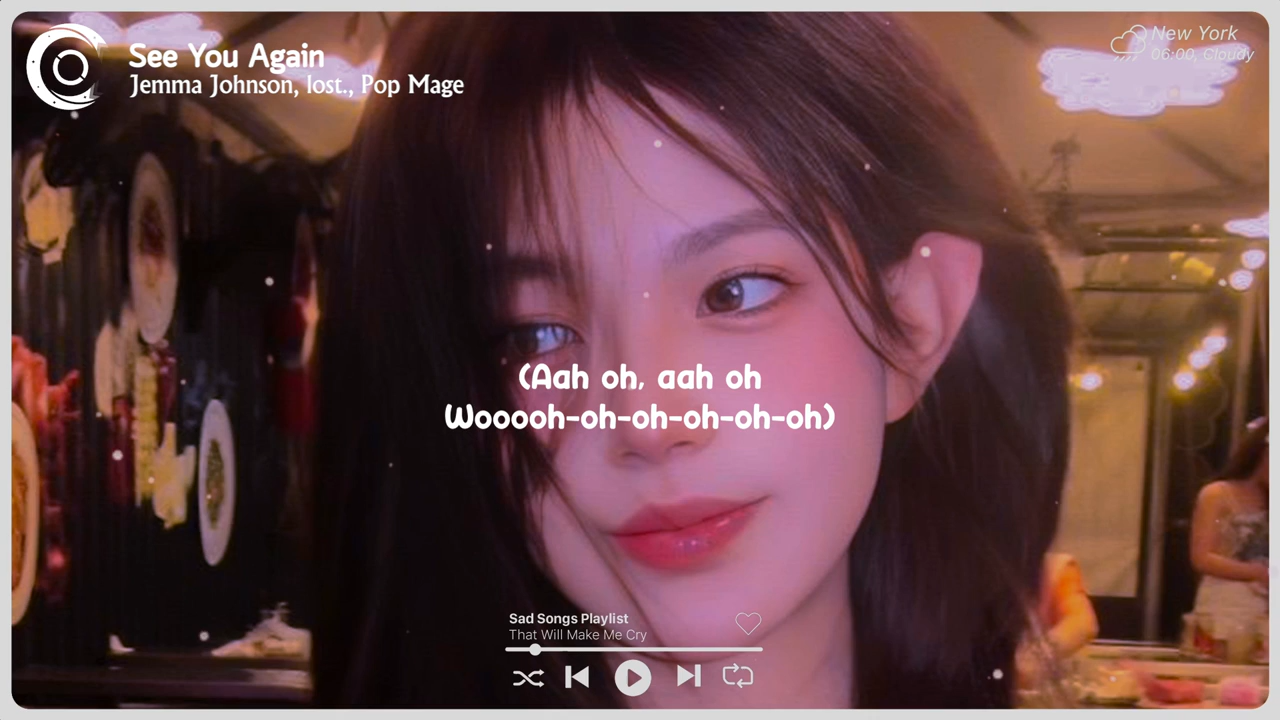 See You Again
Jemma Johnson, lost., Pop Mage
New York
06:00, Cloudy
(Aah oh, aah oh
Wooooh-oh-oh-oh-oh-oh)
Sad Songs Playlist
That Will Make Me Cry